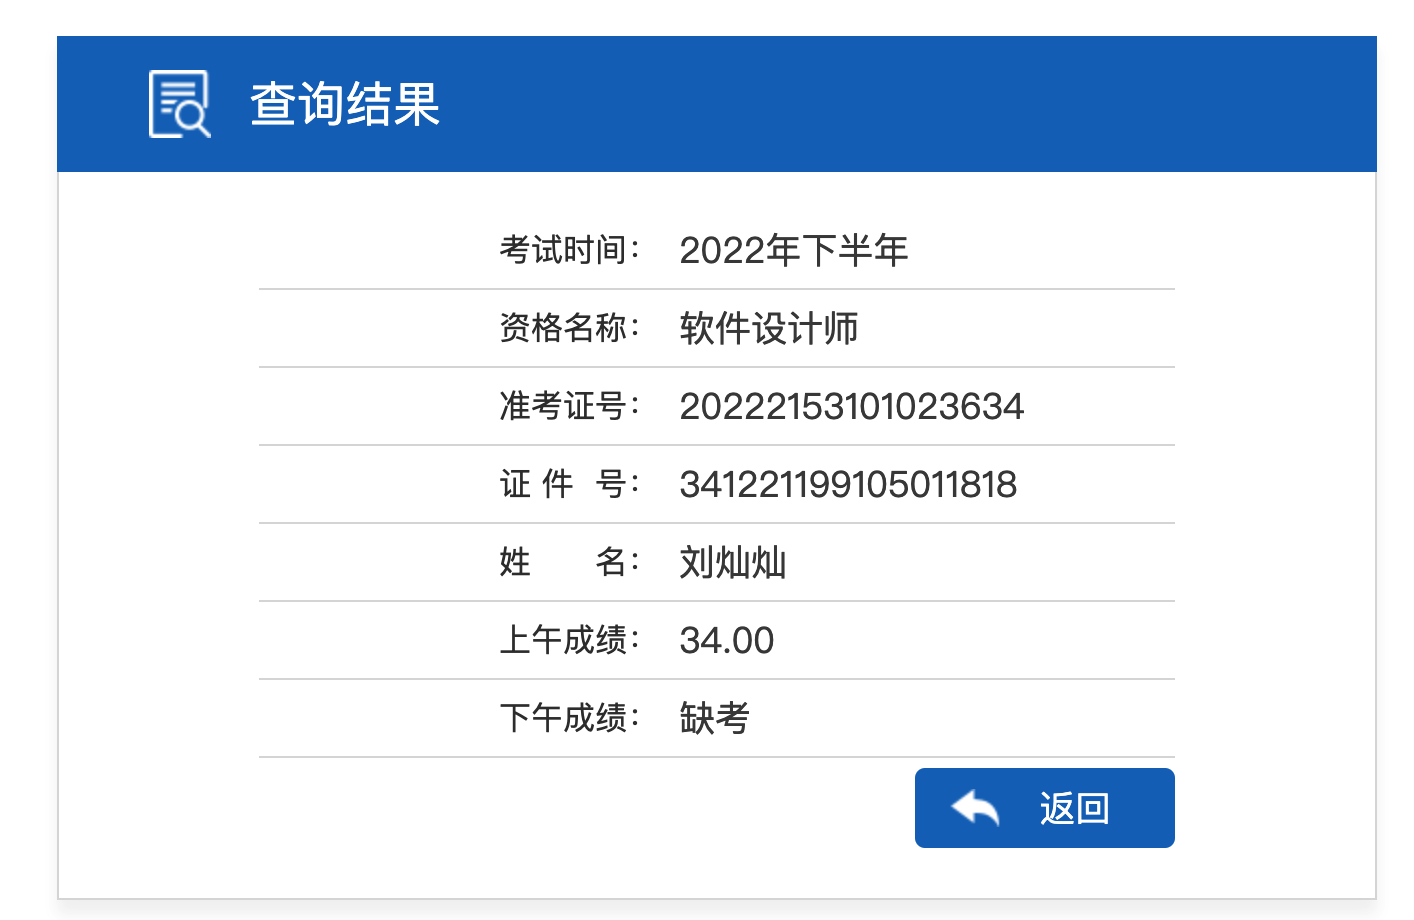 查询结果
考试时间： 2022年下半年
资格名称： 软件设计师
准考证号： 20222153101023634
证 件 号： 341221199105011818
姓 名： 刘灿灿
上午成绩： 34.00
下午成绩： 缺考
返回